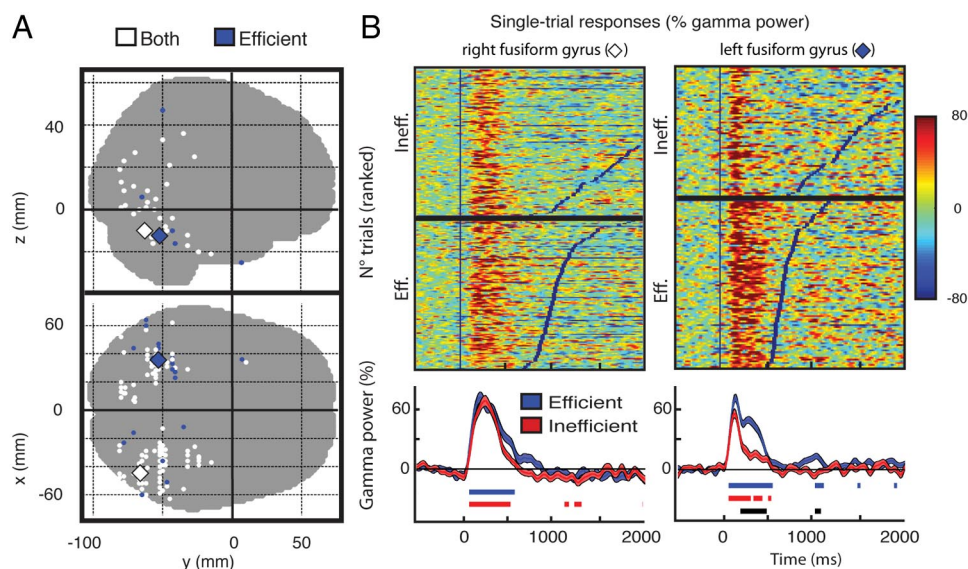 A
Both
Efficient
z (mm)
40
0
x (mm)
60
0
-60
-100
0
50
y (mm)
B
Single-trial responses (% gamma power)
right fusiform gyrus ( )
left fusiform gyrus ( )
N° trials (ranked)
Ineff.
Eff.
Ineff.
Eff.
80
0
-80
Gamma power (%)
60
0
Efficient
Inefficient
60
0
0
1000
2000
0
1000
2000
Time (ms)